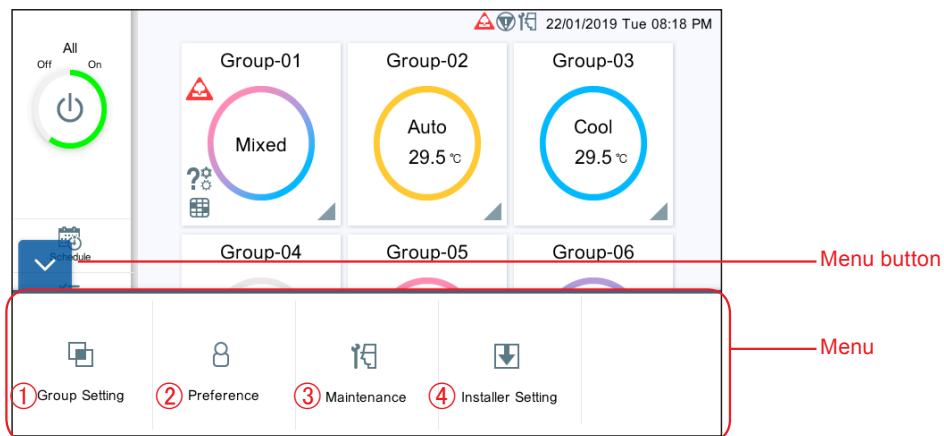 22/01/2019 Tue 08:18 PM
All
Off On
Group-01
Group-02
Group-03
Mixed
Auto
29.5 ℃
Cool
29.5 ℃
?
Schedule
Group-04
Group-05
Group-06
Menu button
Menu
① Group Setting
② Preference
③ Maintenance
④ Installer Setting